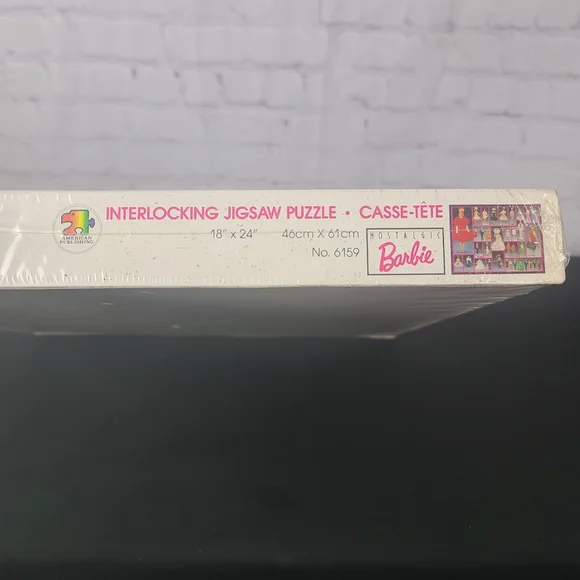 AMERICAN
PUBLISHING
INTERLOCKING JIGSAW PUZZLE · CASSE-TÊTE
18" x 24" 46cm X 61cm
No. 6159
NOSTALGIC
Barbie